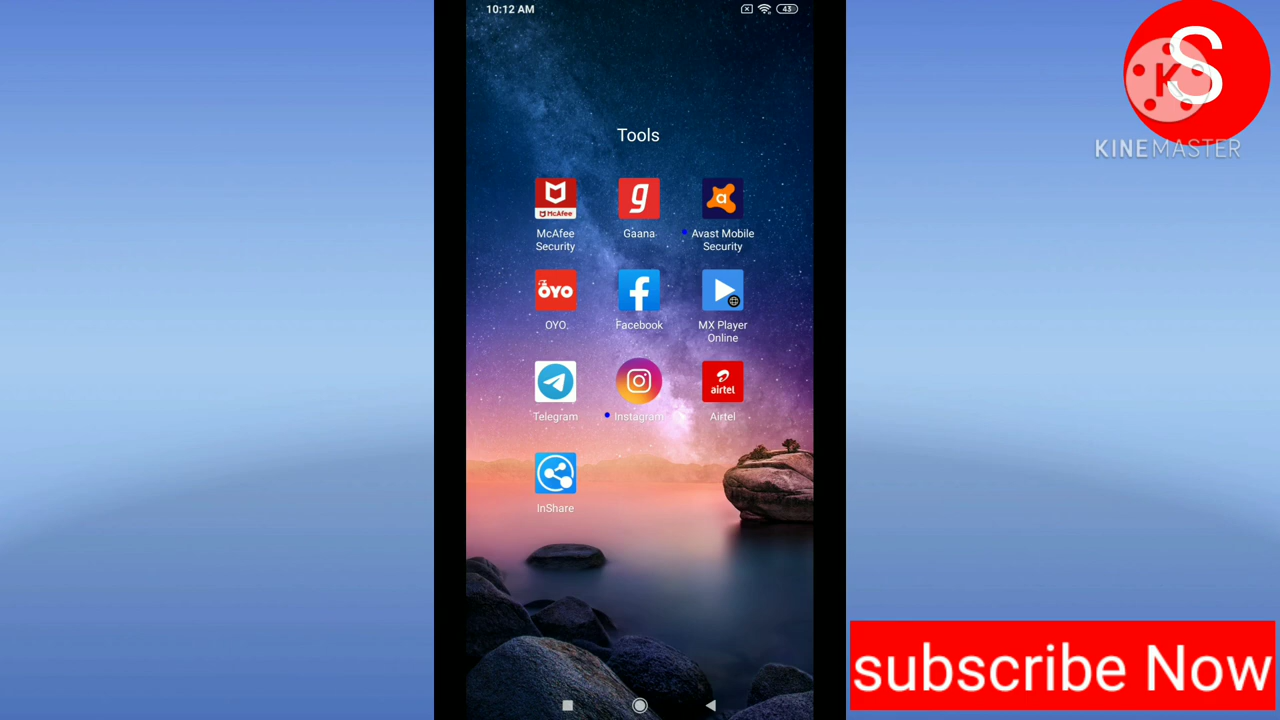 10:12 AM
43
S
K
KINEMASTER
Tools
McAfee
McAfee
Security
g
Gaana
a
Avast Mobile
Security
OYO
OYO.
f
Facebook
MX Player
Online
Telegram
Instagram
airtel
Airtel
InShare
subscribe Now